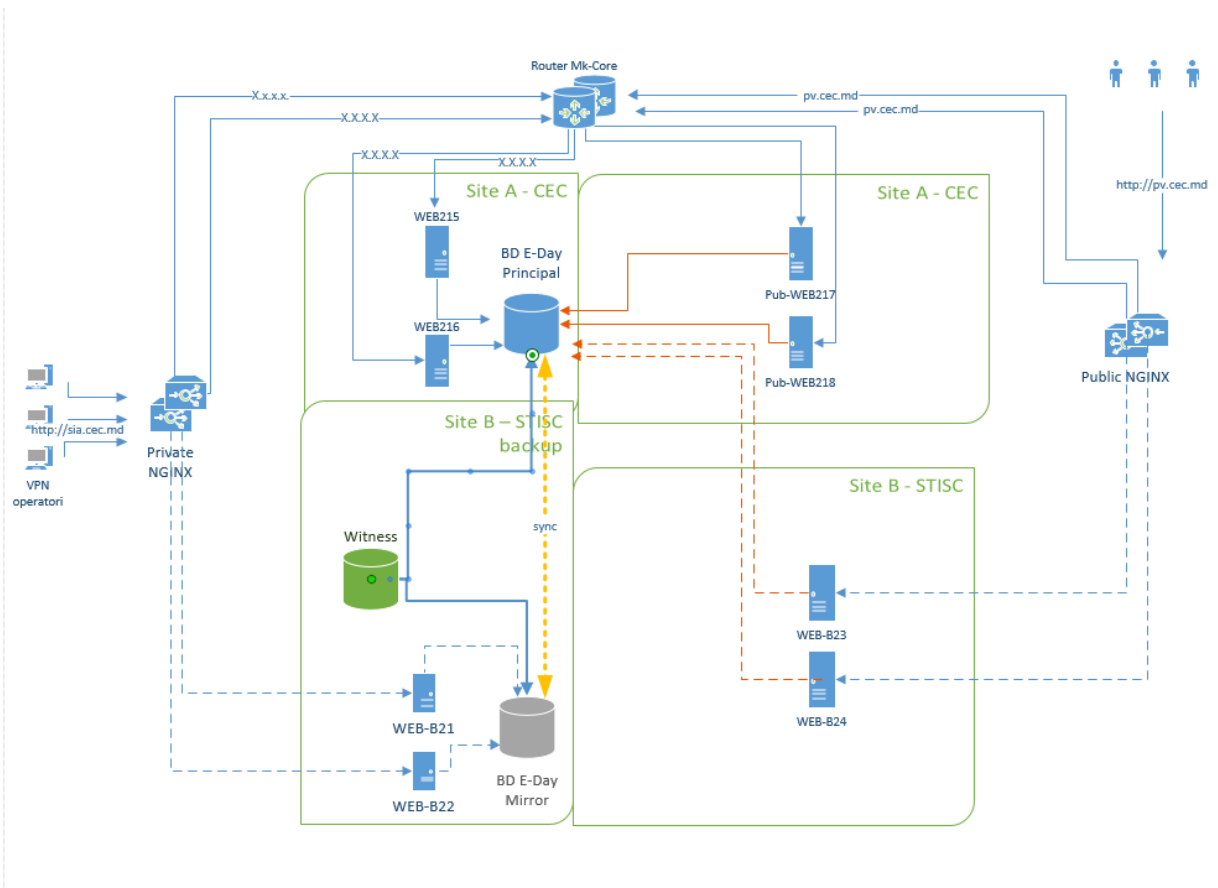 Router Mk-Core
X.x.x.x.
pv.cec.md
X.X.X.X
pv.cec.md
X.X.X.X
X.X.X.X
http://pv.cec.md
Site A - CEC
Site A - CEC
WEB215
BD E-Day
Principal
Pub-WEB217
WEB216
Pub-WEB218
Public NGINX
http://sia.cec.md
Private
NGINX
VPN
operatori
Site B – STISC
backup
Site B - STISC
sync
Witness
WEB-B23
WEB-B24
WEB-B21
BD E-Day
Mirror
WEB-B22